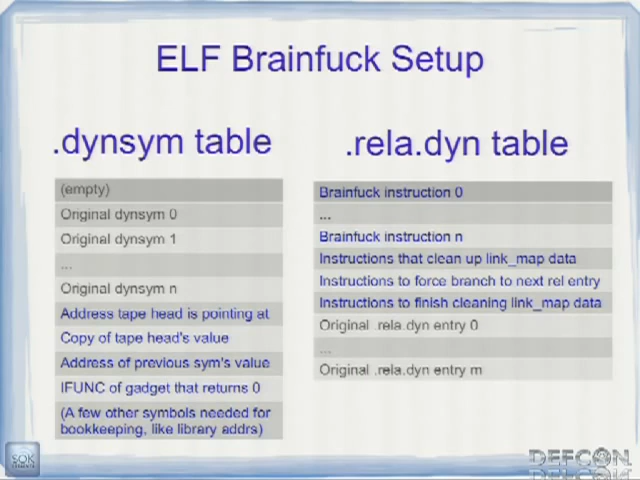 ELF Brainfuck Setup
.dynsym table
(empty)
Original dynsym 0
Original dynsym 1
...
Original dynsym n
Address tape head is pointing at
Copy of tape head's value
Address of previous sym's value
IFUNC of gadget that returns 0
(A few other symbols needed for
bookkeeping, like library addrs)
.rela.dyn table
Brainfuck instruction 0
...
Brainfuck instruction n
Instructions that clean up link_map data
Instructions to force branch to next rel entry
Instructions to finish cleaning link_map data
Original .rela.dyn entry 0
...
Original .rela.dyn entry m
SOK
DEFCON